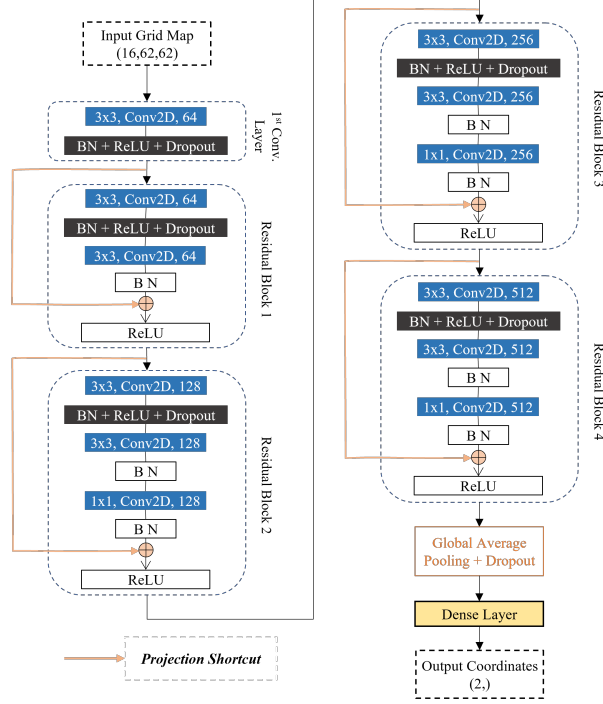 Input Grid Map
(16,62,62)
3x3, Conv2D, 64
BN + ReLU + Dropout
1st Conv.
Layer
3x3, Conv2D, 64
BN + ReLU + Dropout
3x3, Conv2D, 64
B N
ReLU
Residual Block 1
3x3, Conv2D, 128
BN + ReLU + Dropout
3x3, Conv2D, 128
B N
1x1, Conv2D, 128
B N
ReLU
Residual Block 2
Projection Shortcut
3x3, Conv2D, 256
BN + ReLU + Dropout
3x3, Conv2D, 256
B N
1x1, Conv2D, 256
B N
ReLU
Residual Block 3
3x3, Conv2D, 512
BN + ReLU + Dropout
3x3, Conv2D, 512
B N
1x1, Conv2D, 512
B N
ReLU
Residual Block 4
Global Average
Pooling + Dropout
Dense Layer
Output Coordinates
(2,)